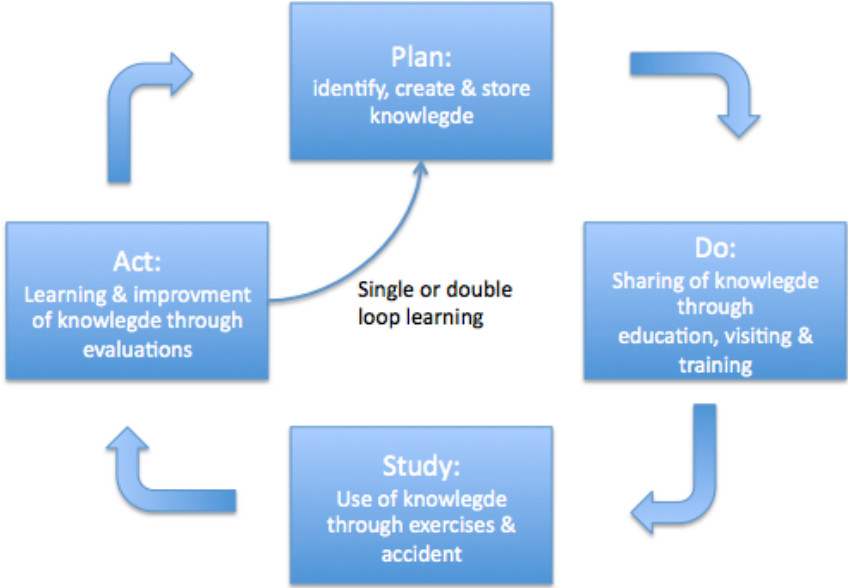 Plan:
identify, create & store
knowlegde
Act:
Learning & improvment
of knowlegde through
evaluations
Single or double
loop learning
Do:
Sharing of knowlegde
through
education, visiting &
training
Study:
Use of knowlegde
through exercises &
accident